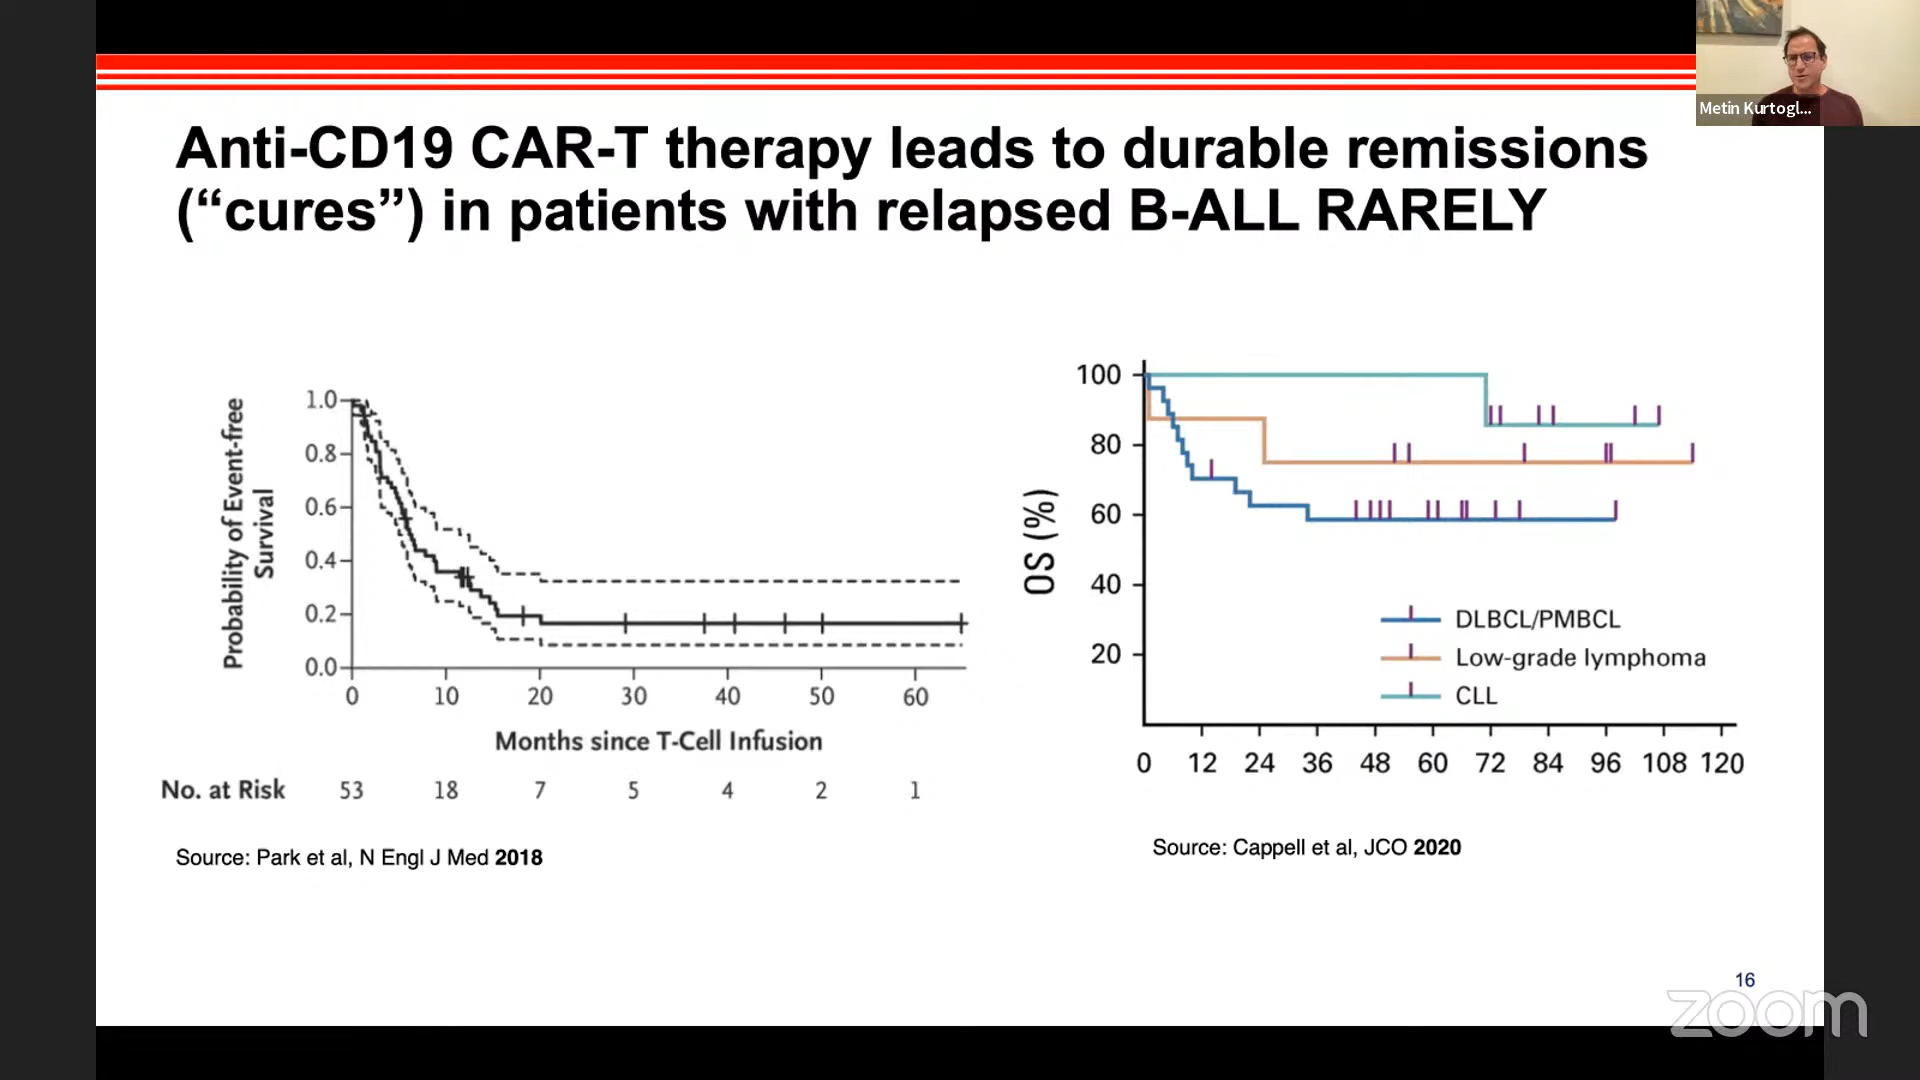 Metin Kurtogl...
Anti-CD19 CAR-T therapy leads to durable remissions
(“cures”) in patients with relapsed B-ALL RARELY
Probability of Event-free
Survival
1.0
0.8
0.6
0.4
0.2
0.0
0 10 20 30 40 50 60
Months since T-Cell Infusion
No. at Risk 53 18 7 5 4 2 1
Source: Park et al, N Engl J Med 2018
OS (%)
100
80
60
40
20
DLBCL/PMBCL
Low-grade lymphoma
CLL
0 12 24 36 48 60 72 84 96 108 120
Source: Cappell et al, JCO 2020
16
zoom